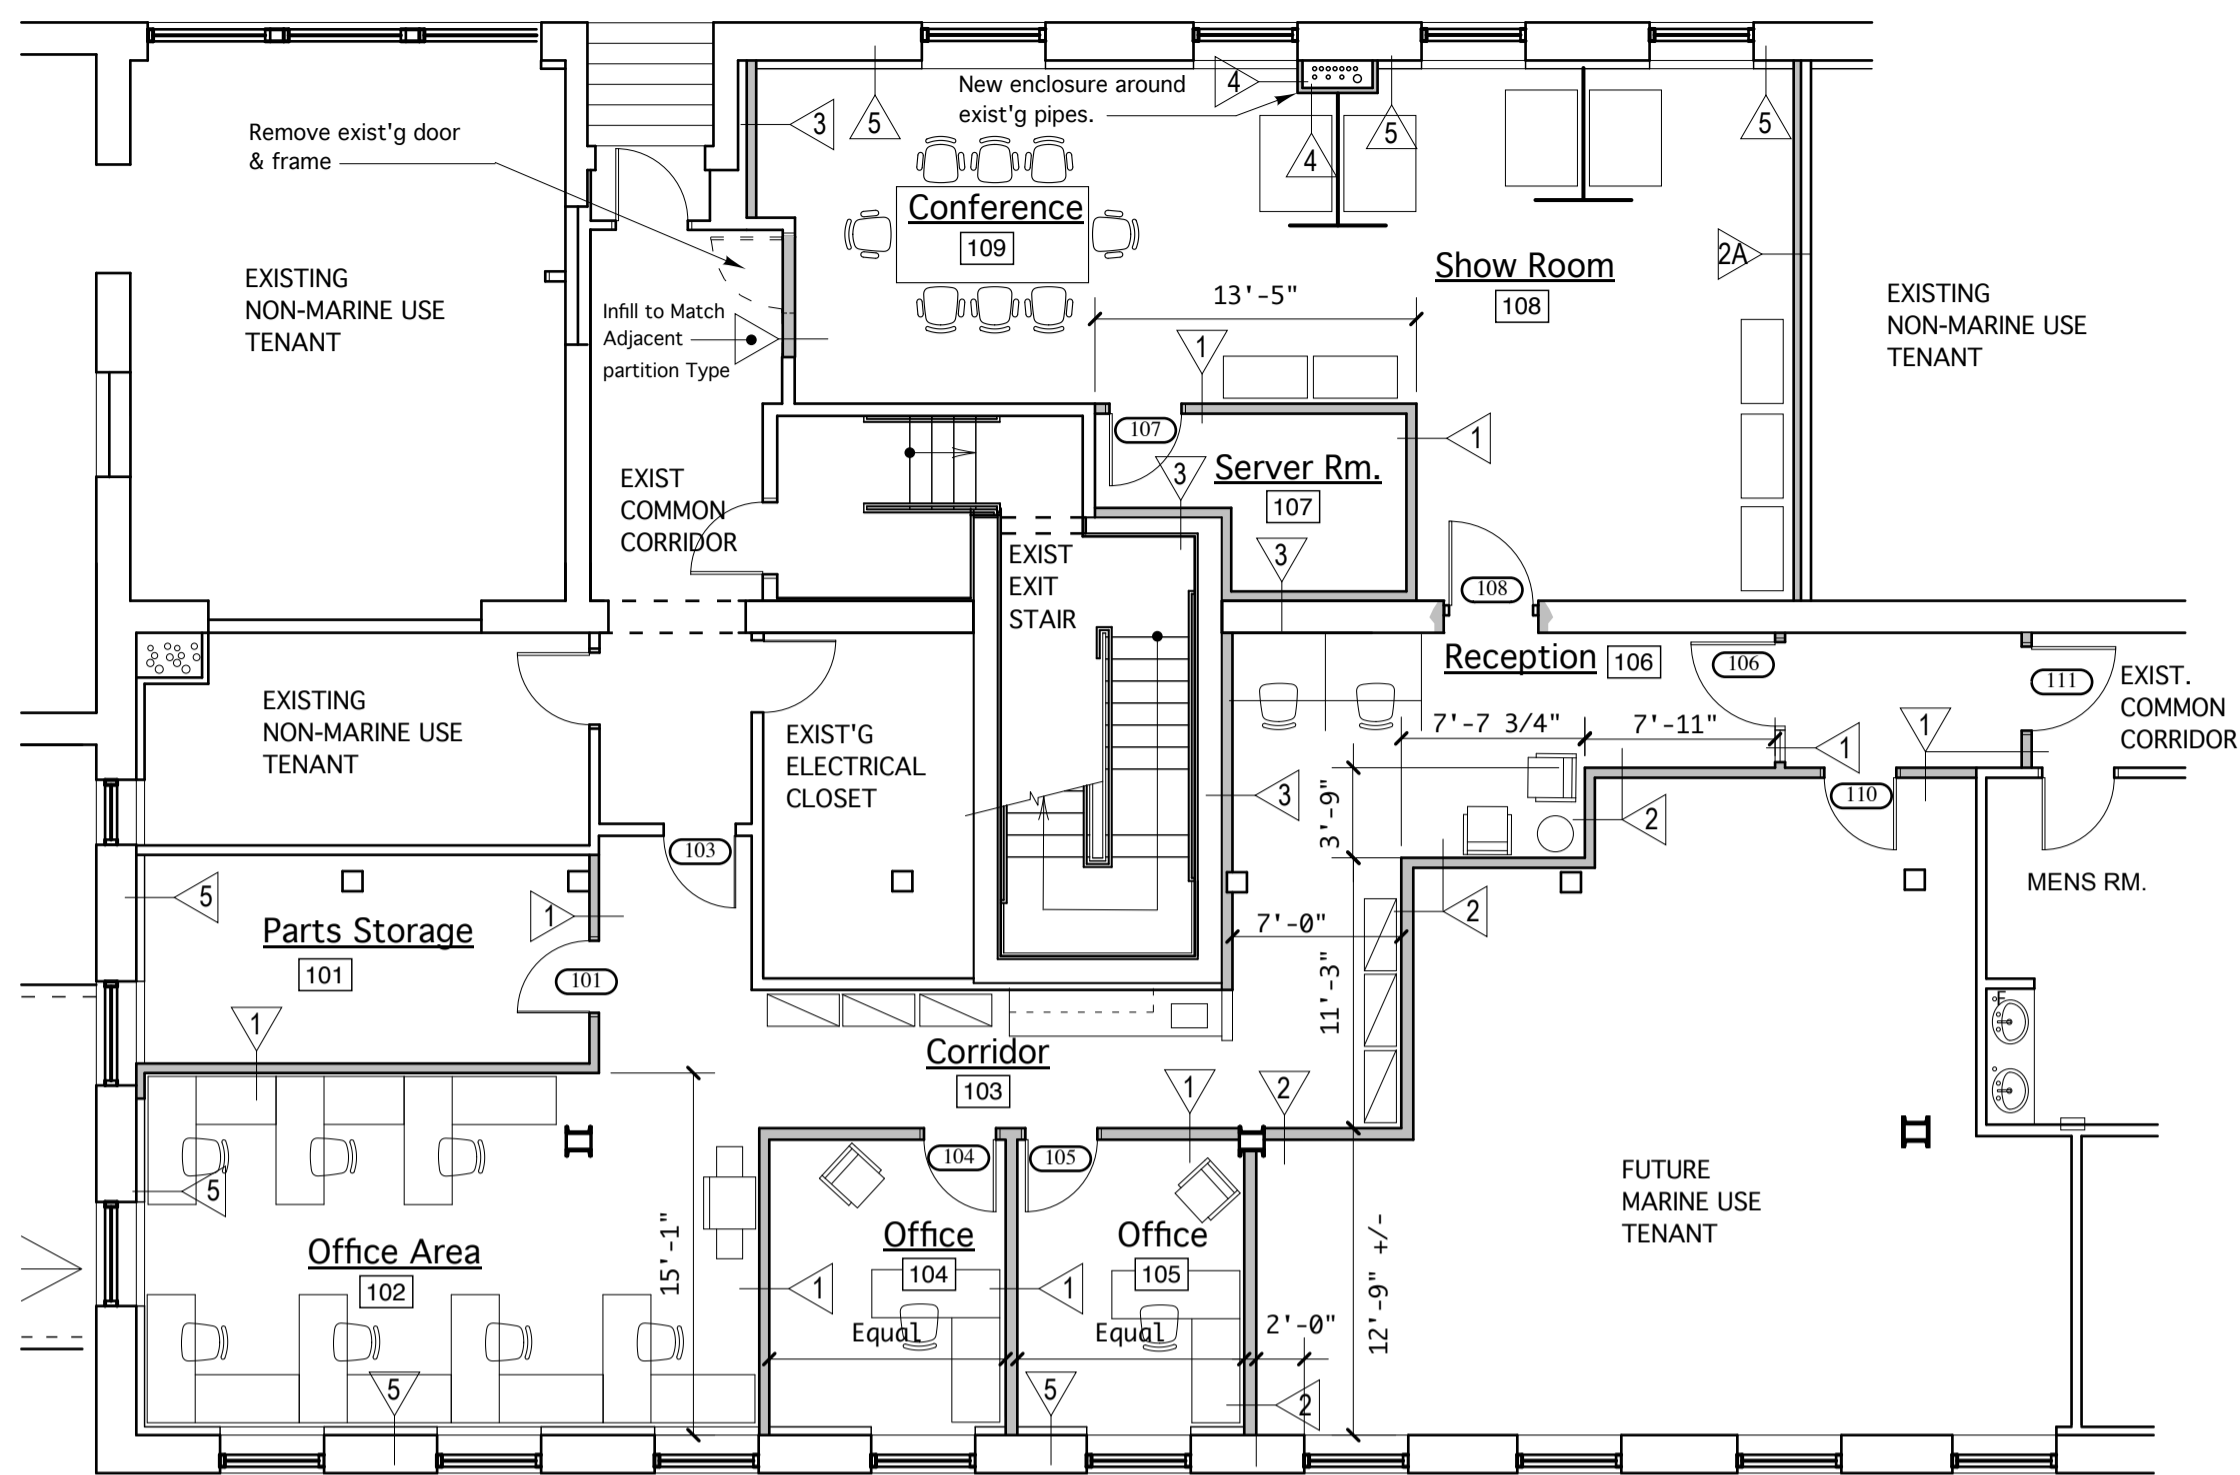 New enclosure around
exist'g pipes.
4
3
5
4
5
5
Remove exist'g door
& frame
Conference
109
EXISTING
NON-MARINE USE
TENANT
Infill to Match
Adjacent
partition Type
13'-5"
Show Room
108
2A
EXISTING
NON-MARINE USE
TENANT
1
107
1
3
Server Rm.
107
EXIST
COMMON
CORRIDOR
EXIST
EXIT
STAIR
3
108
Reception
106
106
111
EXIST.
COMMON
CORRIDOR
EXISTING
NON-MARINE USE
TENANT
EXIST'G
ELECTRICAL
CLOSET
7'-7 3/4"
7'-11"
1
1
3
3'-9"
2
110
103
5
1
Parts Storage
101
101
2
7'-0"
11'-3"
MENS RM.
F
1
Corridor
103
1
2
5
104
105
Office Area
102
15'-1"
Office
104
Office
105
1
1
FUTURE
MARINE USE
TENANT
Equal
Equal
2'-0"
12'-9" +/-
5
5
2